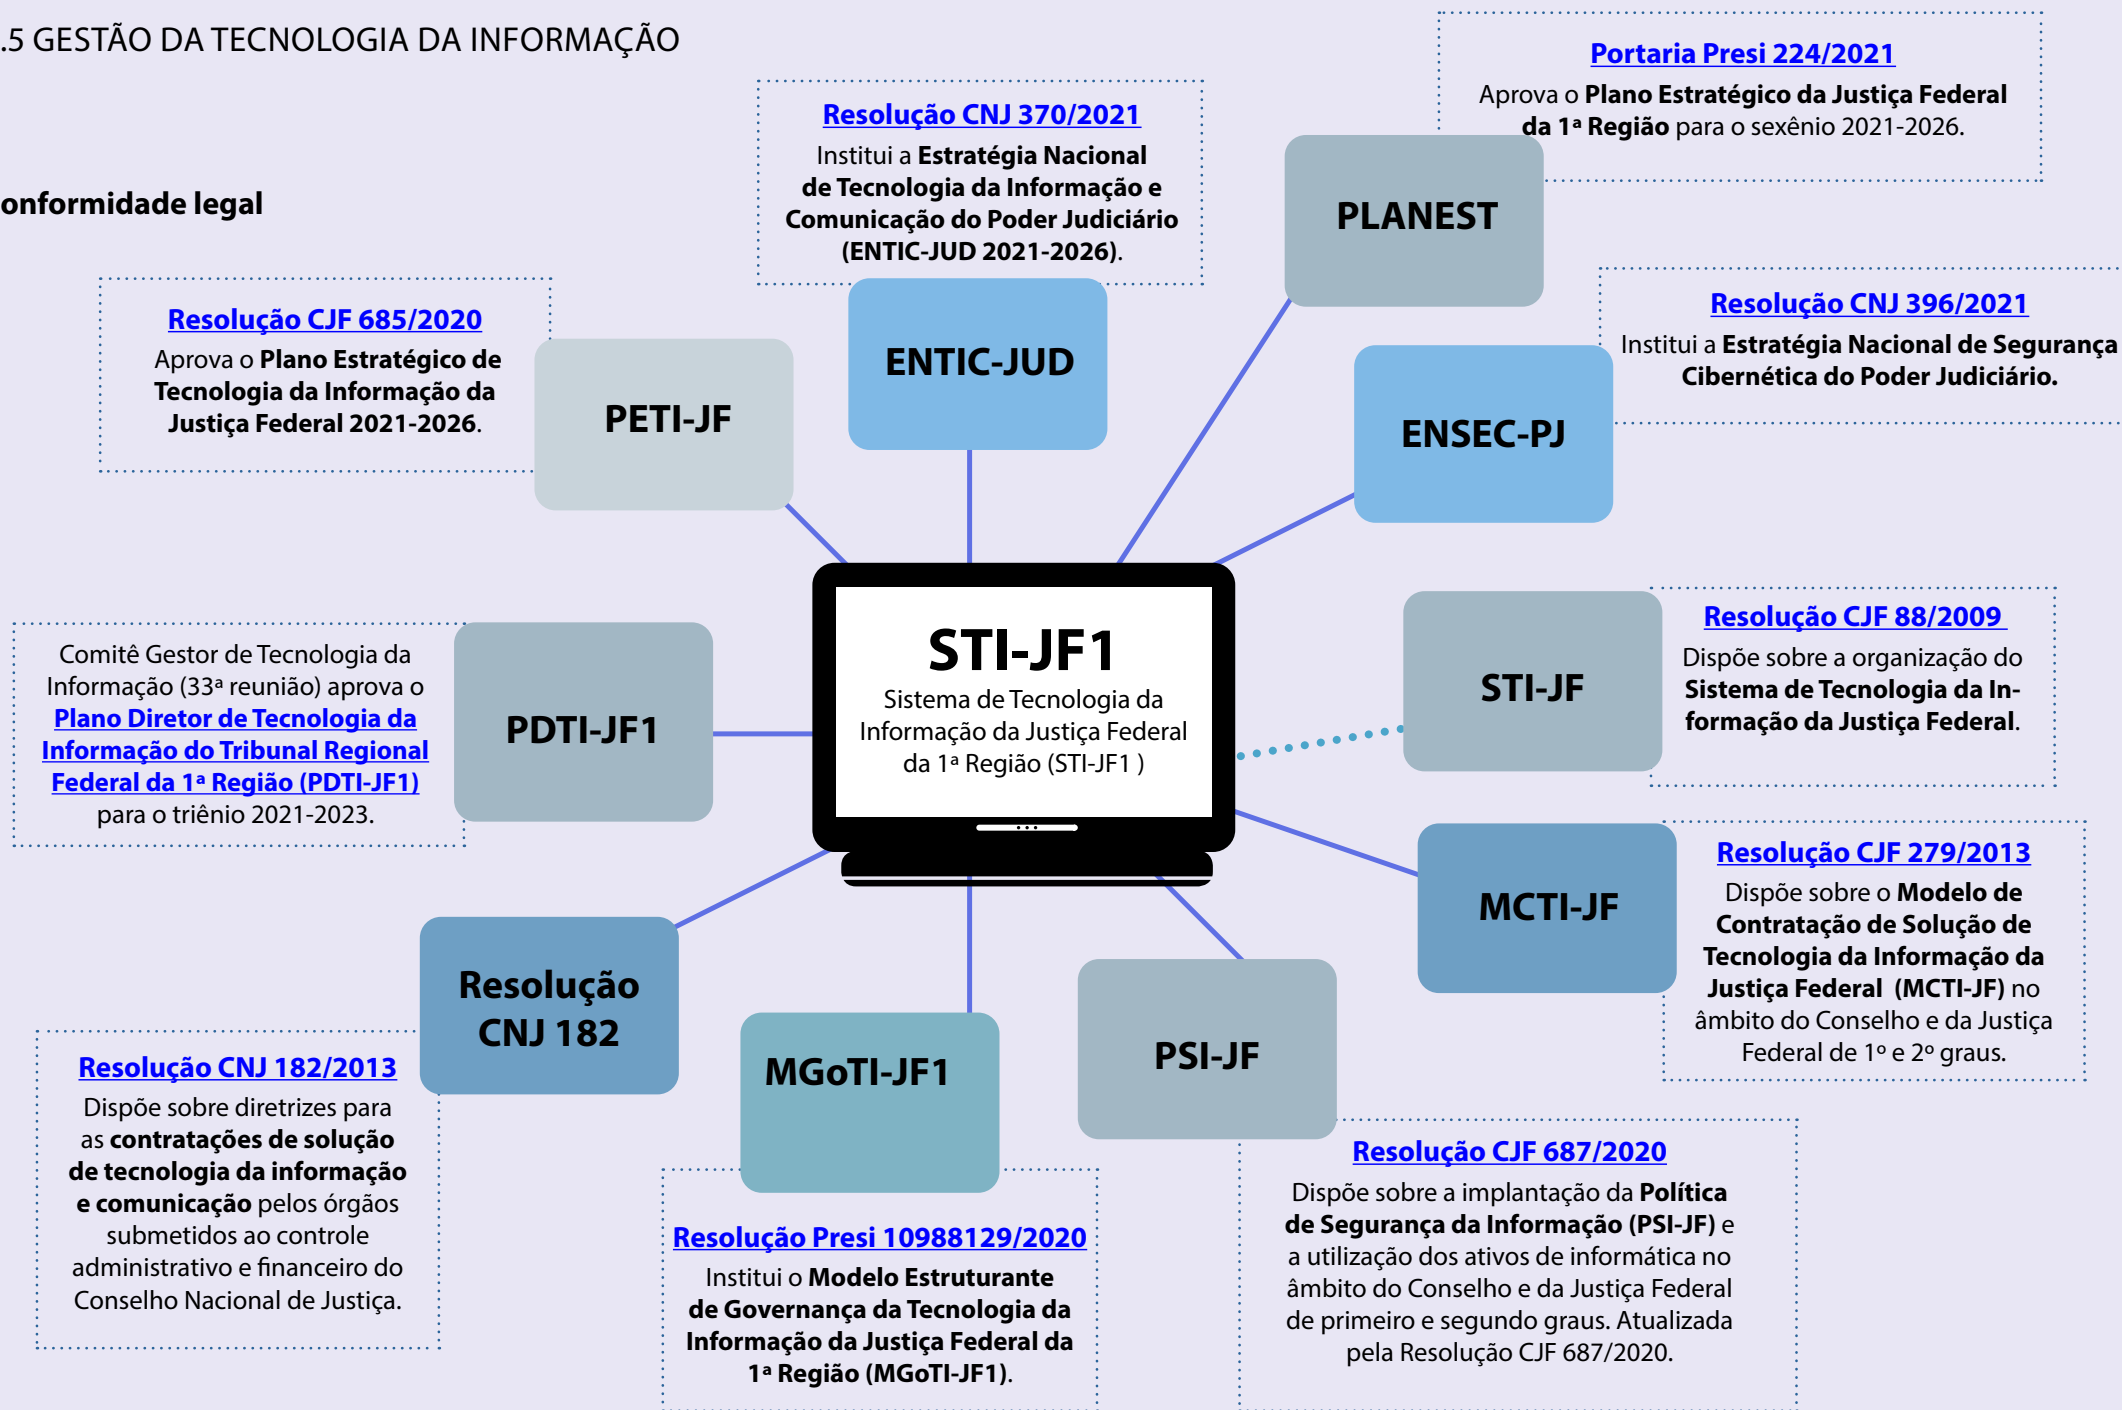 .5 GESTÃO DA TECNOLOGIA DA INFORMAÇÃO
onformidade legal
Portaria Presi 224/2021
Aprova o Plano Estratégico da Justiça Federal
da 1ª Região para o sexênio 2021-2026.
PLANEST
Resolução CNJ 370/2021
Institui a Estratégia Nacional
de Tecnologia da Informação e
Comunicação do Poder Judiciário
(ENTIC-JUD 2021-2026).
ENTIC-JUD
Resolução CNJ 396/2021
Institui a Estratégia Nacional de Segurança
Cibernética do Poder Judiciário.
ENSEC-PJ
Resolução CJF 685/2020
Aprova o Plano Estratégico de
Tecnologia da Informação da
Justiça Federal 2021-2026.
PETI-JF
STI-JF1
Sistema de Tecnologia da
Informação da Justiça Federal
da 1ª Região (STI-JF1 )
Resolução CJF 88/2009
Dispõe sobre a organização do
Sistema de Tecnologia da In-
formação da Justiça Federal.
STI-JF
Comitê Gestor de Tecnologia da
Informação (33ª reunião) aprova o
Plano Diretor de Tecnologia da
Informação do Tribunal Regional
Federal da 1ª Região (PDTI-JF1)
para o triênio 2021-2023.
PDTI-JF1
Resolução CJF 279/2013
Dispõe sobre o Modelo de
Contratação de Solução de
Tecnologia da Informação da
Justiça Federal (MCTI-JF) no
âmbito do Conselho e da Justiça
Federal de 1º e 2º graus.
MCTI-JF
Resolução
CNJ 182
Resolução CNJ 182/2013
Dispõe sobre diretrizes para
as contratações de solução
de tecnologia da informação
e comunicação pelos órgãos
submetidos ao controle
administrativo e financeiro do
Conselho Nacional de Justiça.
MGoTI-JF1
Resolução Presi 10988129/2020
Institui o Modelo Estruturante
de Governança da Tecnologia da
Informação da Justiça Federal da
1ª Região (MGoTI-JF1).
PSI-JF
Resolução CJF 687/2020
Dispõe sobre a implantação da Política
de Segurança da Informação (PSI-JF) e
a utilização dos ativos de informática no
âmbito do Conselho e da Justiça Federal
de primeiro e segundo graus. Atualizada
pela Resolução CJF 687/2020.